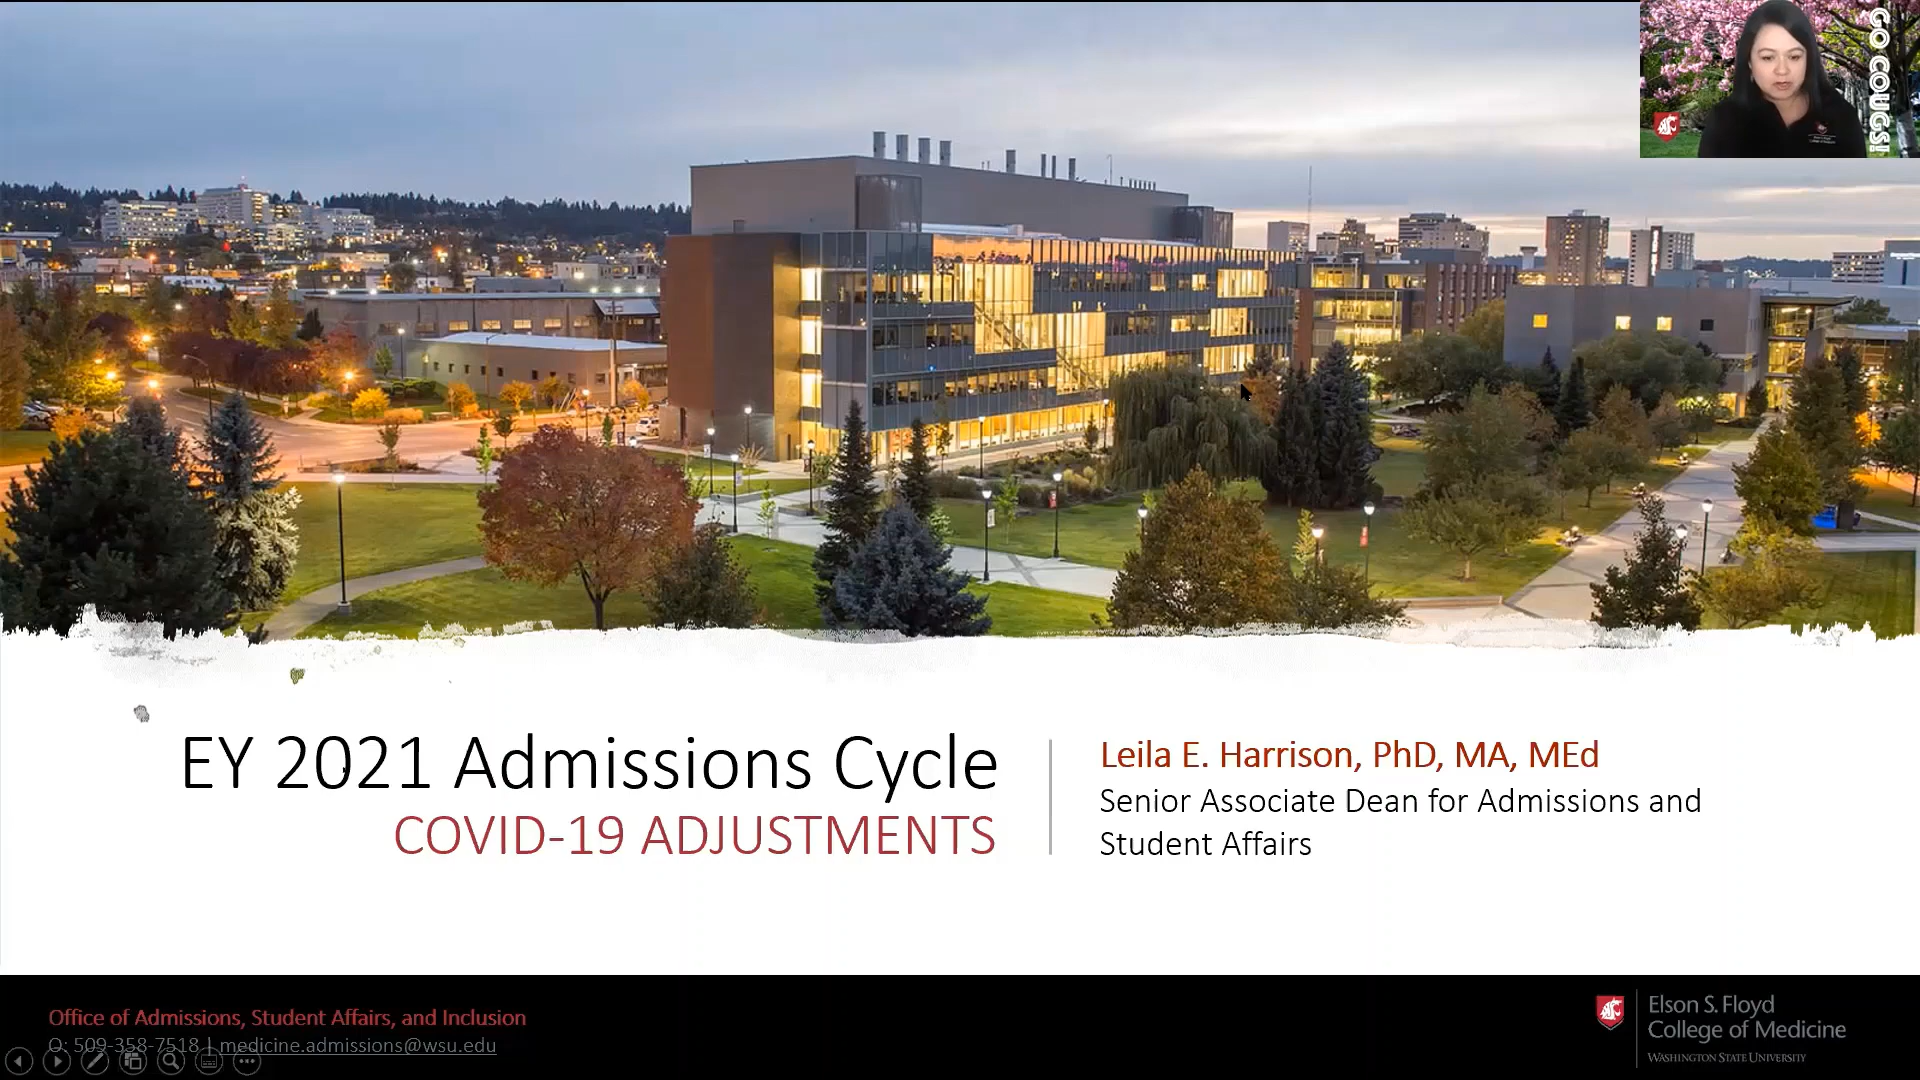 GO COUGS!
EY 2021 Admissions Cycle
COVID-19 ADJUSTMENTS
Leila E. Harrison, PhD, MA, MEd
Senior Associate Dean for Admissions and
Student Affairs
Office of Admissions, Student Affairs, and Inclusion
O: 509-358-7518 | medicine.admissions@wsu.edu
Elson S. Floyd
College of Medicine
WASHINGTON STATE UNIVERSITY